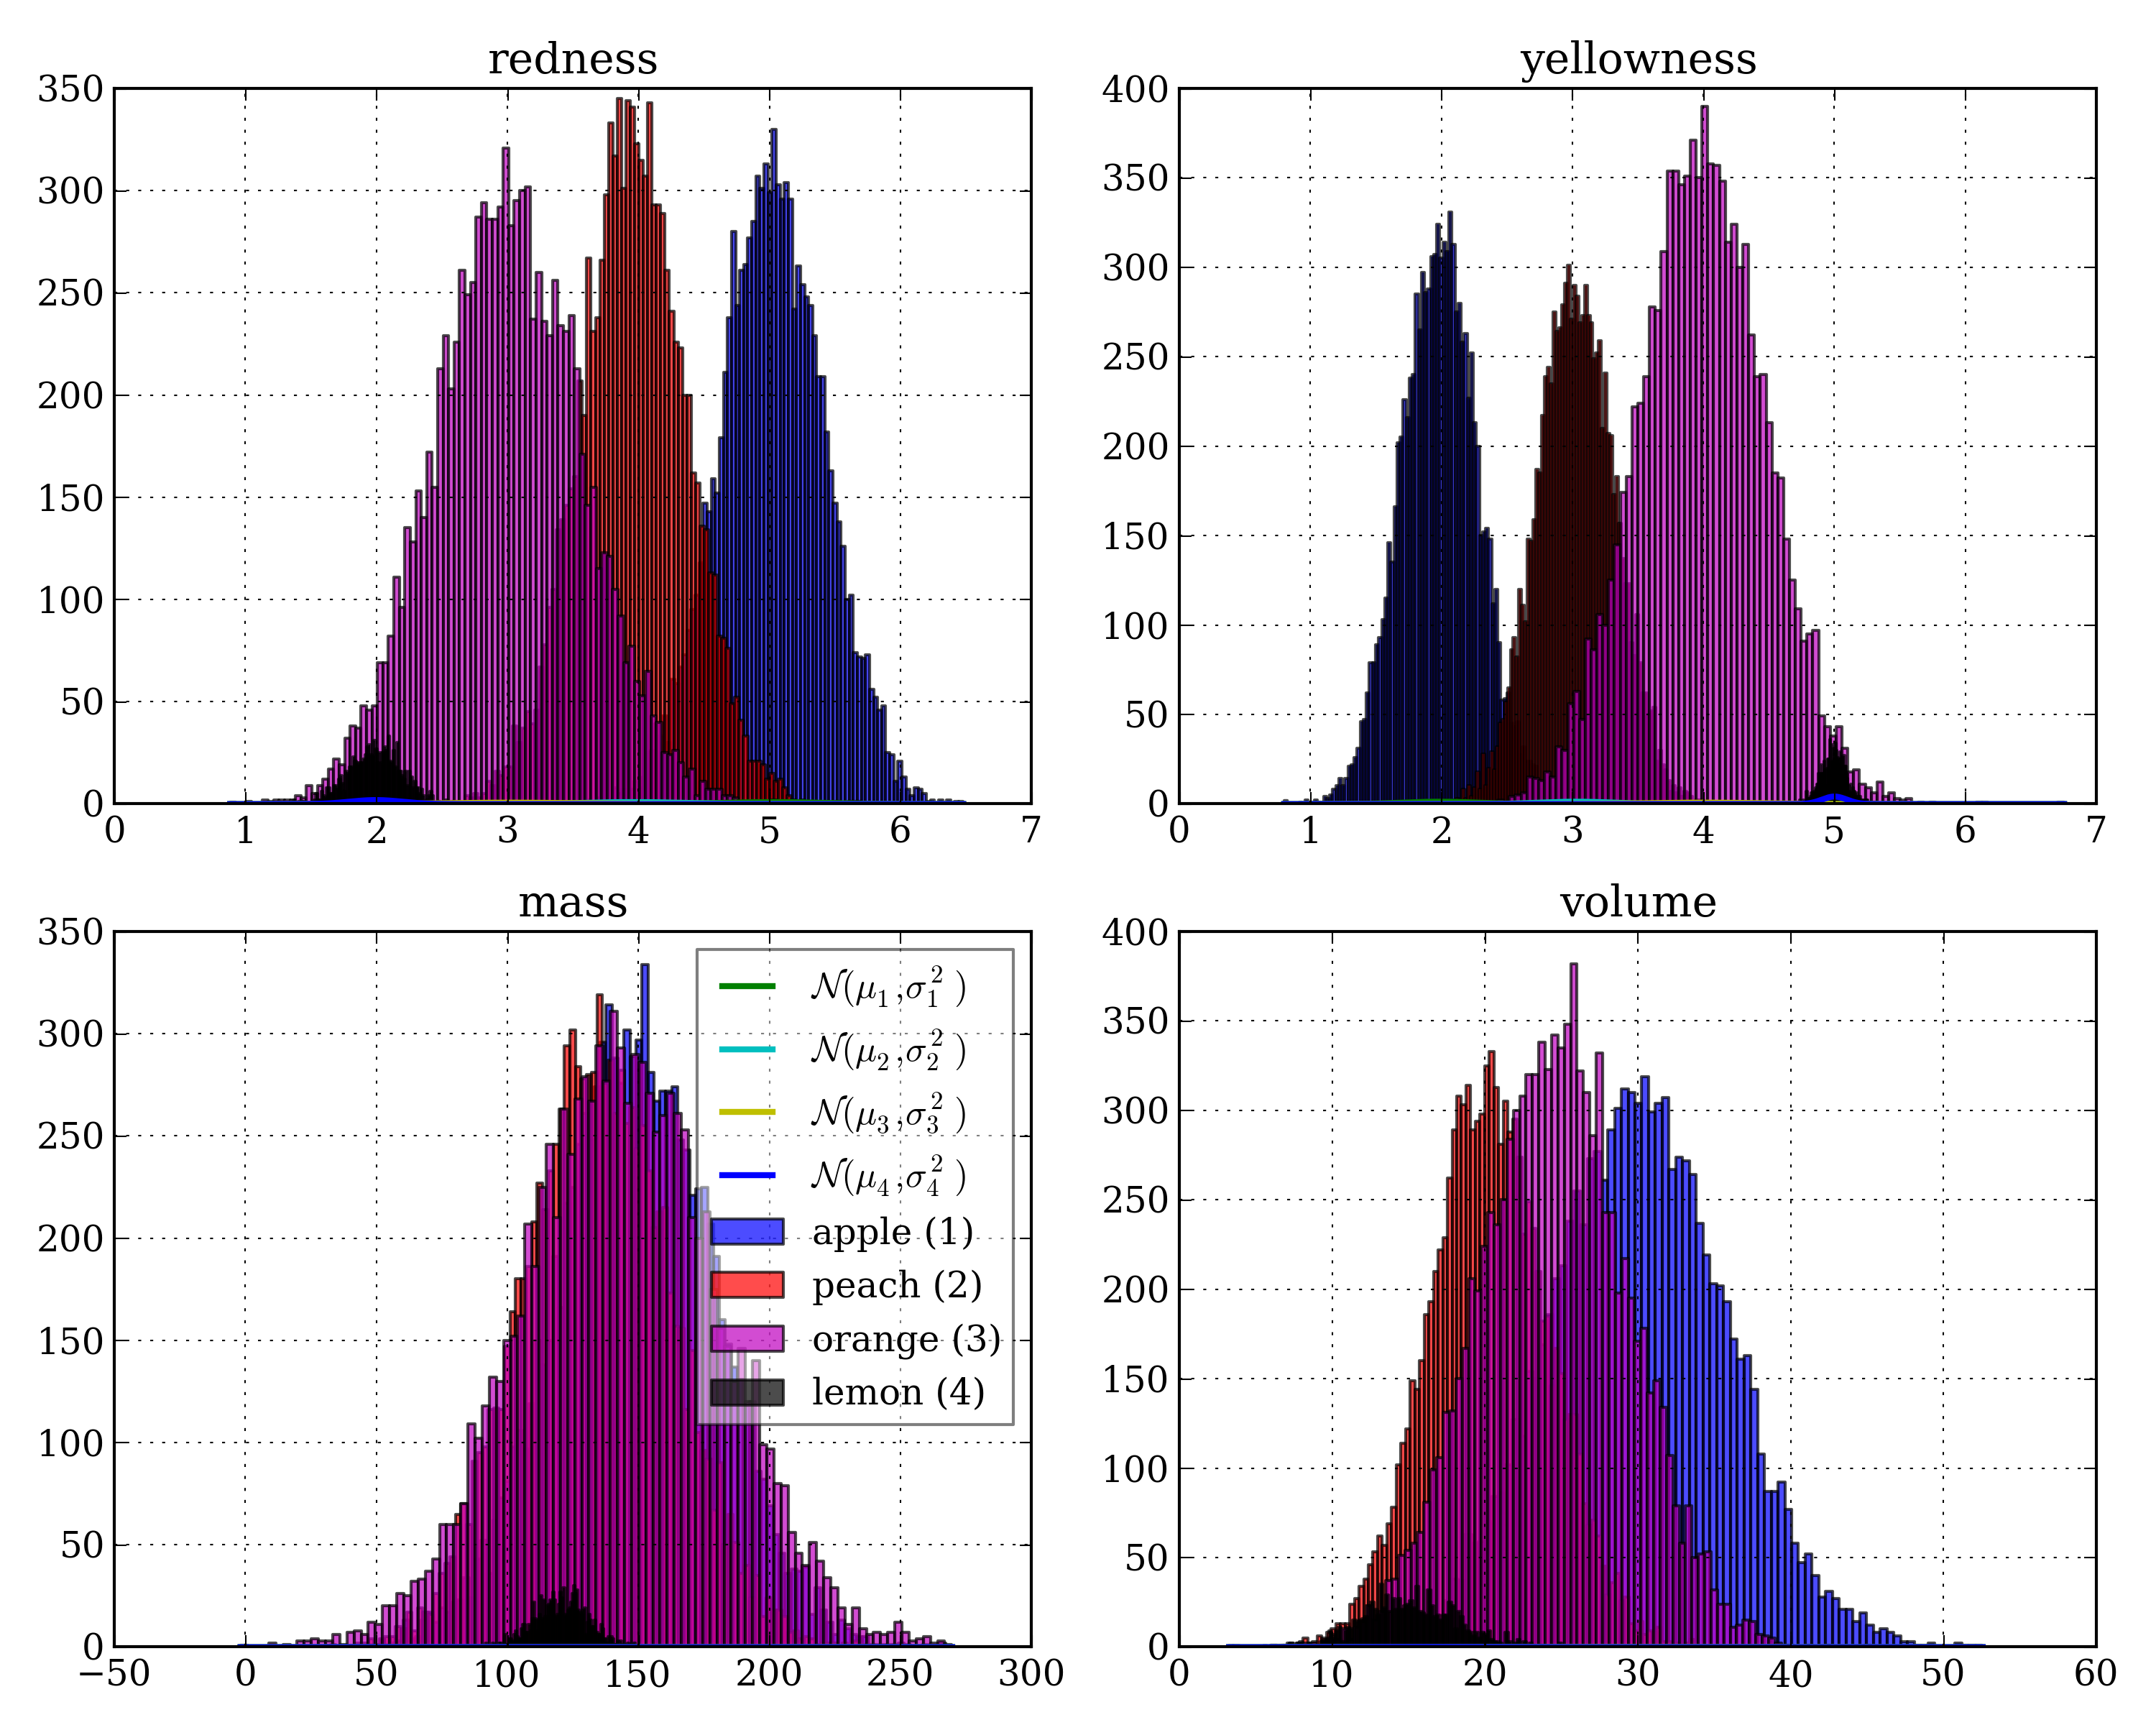 redness
350
300
250
200
150
100
50
0
0 1 2 3 4 5 6 7
yellowness
400
350
300
250
200
150
100
50
0
0 1 2 3 4 5 6 7
mass
350
300
250
200
150
100
50
0
−50 0 50 100 150 200 250 300
𝒩(μ₁,σ₁²)
𝒩(μ₂,σ₂²)
𝒩(μ₃,σ₃²)
𝒩(μ₄,σ₄²)
apple (1)
peach (2)
orange (3)
lemon (4)
volume
400
350
300
250
200
150
100
50
0
0 10 20 30 40 50 60